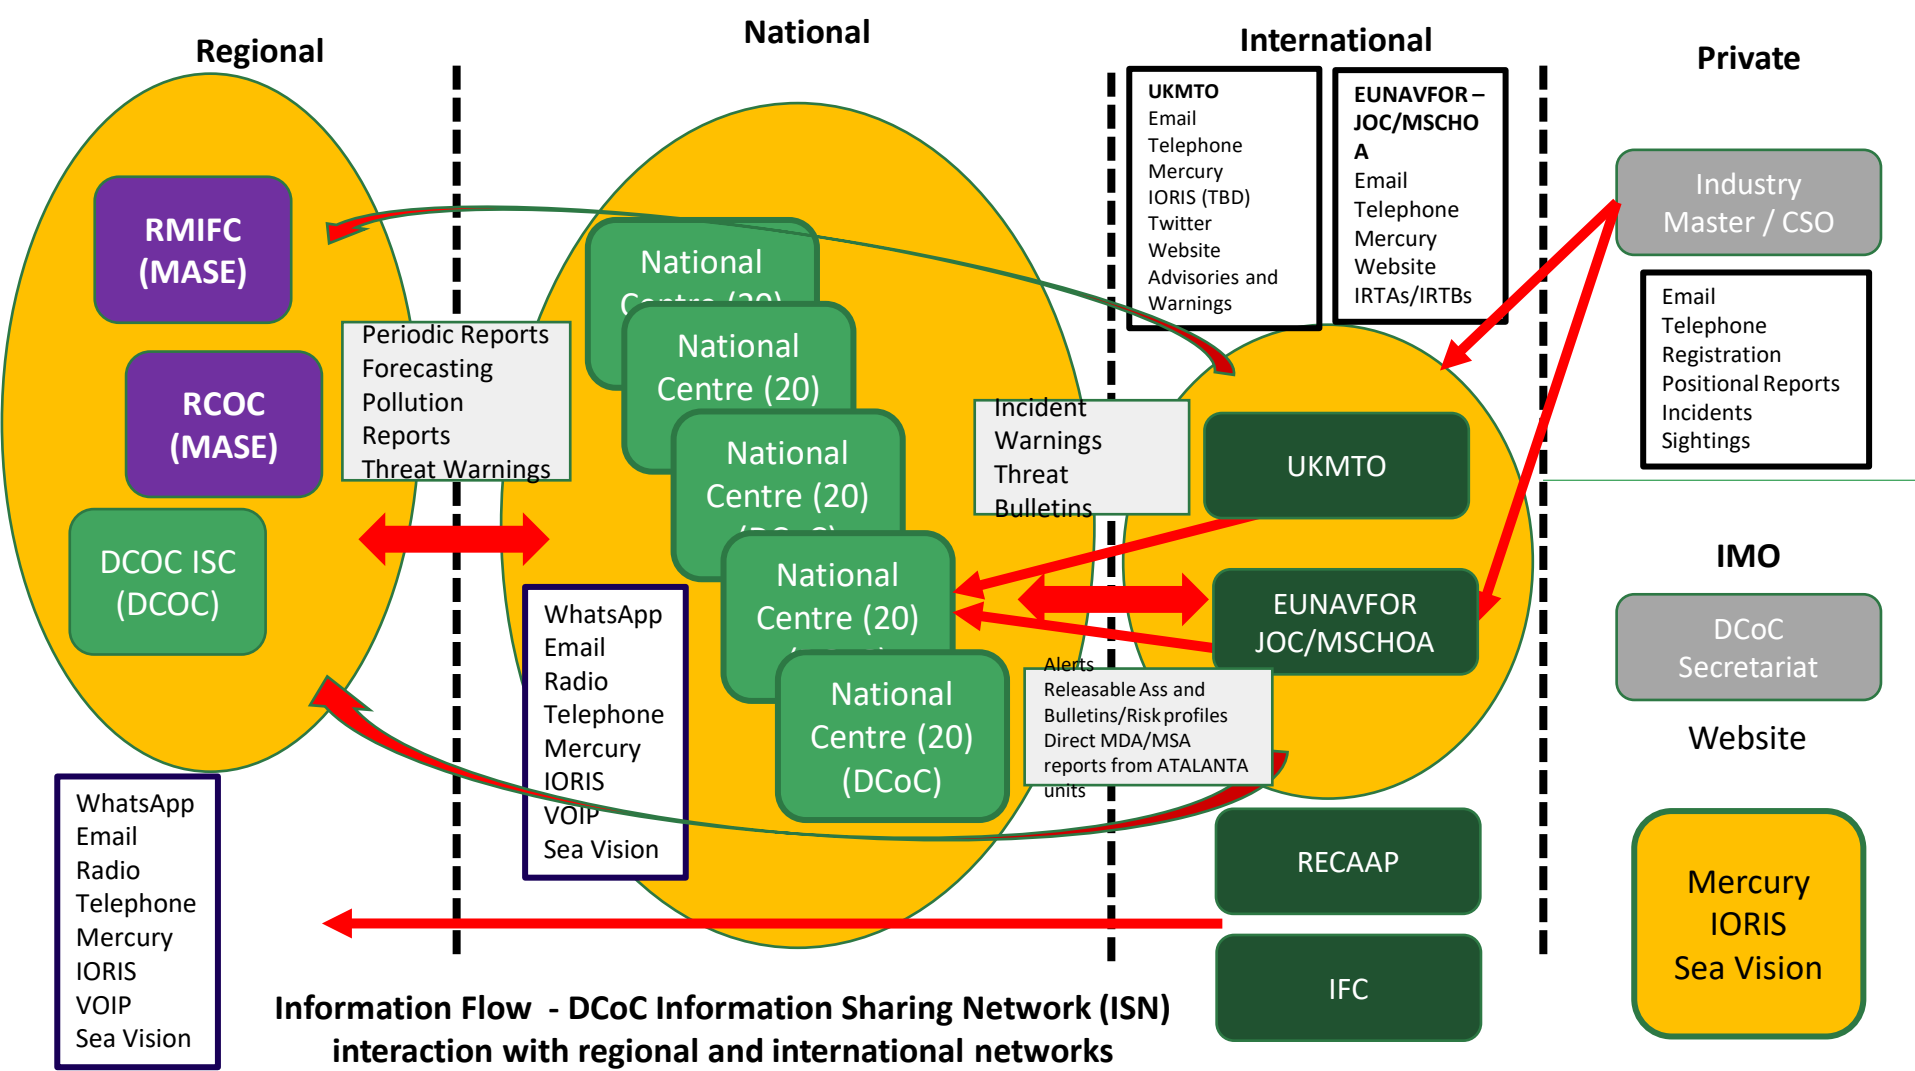 Regional
National
International
Private
RMIFC
(MASE)
RCOC
(MASE)
DCOC ISC
(DCOC)
Periodic Reports
Forecasting
Pollution
Reports
Threat Warnings
WhatsApp
Email
Radio
Telephone
Mercury
IORIS
VOIP
Sea Vision
National
Centre (20)
National
Centre (20)
National
Centre (20)
National
Centre (20)
National
Centre (20)
(DCoC)
WhatsApp
Email
Radio
Telephone
Mercury
IORIS
VOIP
Sea Vision
UKMTO
Email
Telephone
Mercury
IORIS (TBD)
Twitter
Website
Advisories and
Warnings
EUNAVFOR –
JOC/MSCHO
A
Email
Telephone
Mercury
Website
IRTAs/IRTBs
Incident
Warnings
Threat
Bulletins
UKMTO
EUNAVFOR
JOC/MSCHOA
Alerts
Releasable Ass and
Bulletins/Risk profiles
Direct MDA/MSA
reports from ATALANTA
units
RECAAP
IFC
Industry
Master / CSO
Email
Telephone
Registration
Positional Reports
Incidents
Sightings
IMO
DCoC
Secretariat
Website
Mercury
IORIS
Sea Vision
Information Flow - DCoC Information Sharing Network (ISN)
interaction with regional and international networks